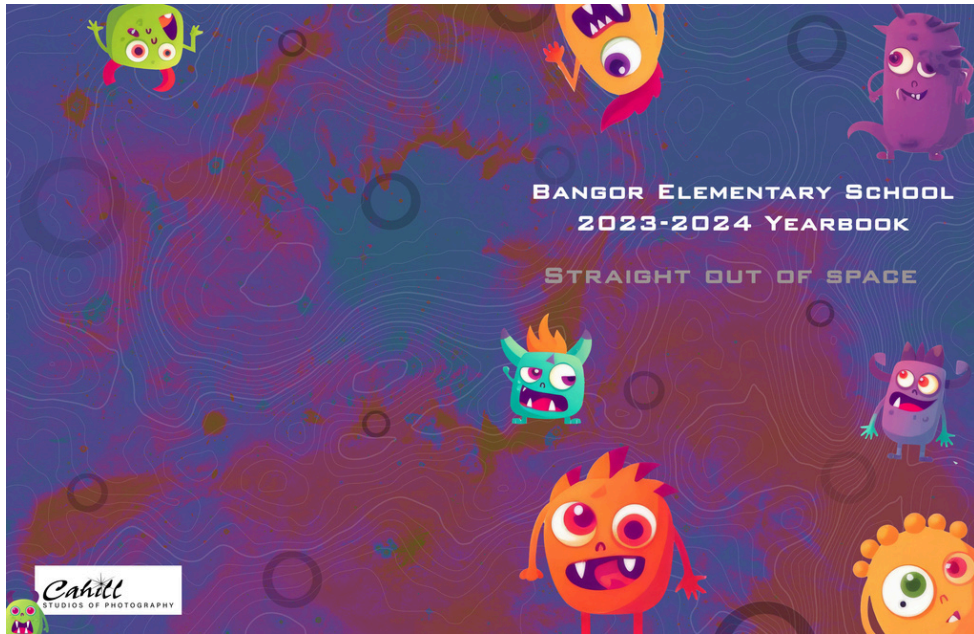 Bangor Elementary School
2023-2024 Yearbook
Straight out of space
Cahill
STUDIOS OF PHOTOGRAPHY